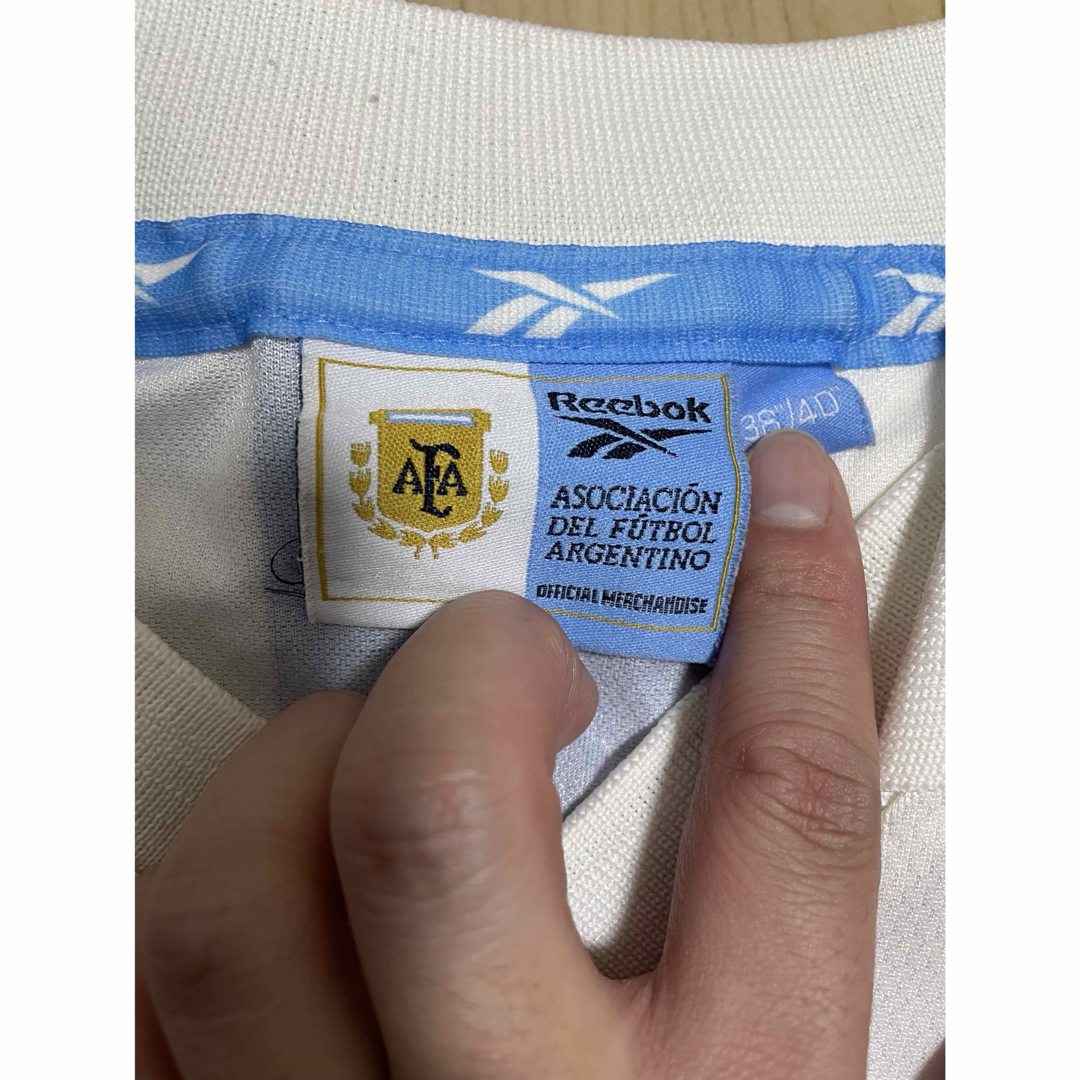 AFA
Reebok
38"/40"
ASOCIACIÓN
DEL FÚTBOL
ARGENTINO
OFFICIAL MERCHANDISE